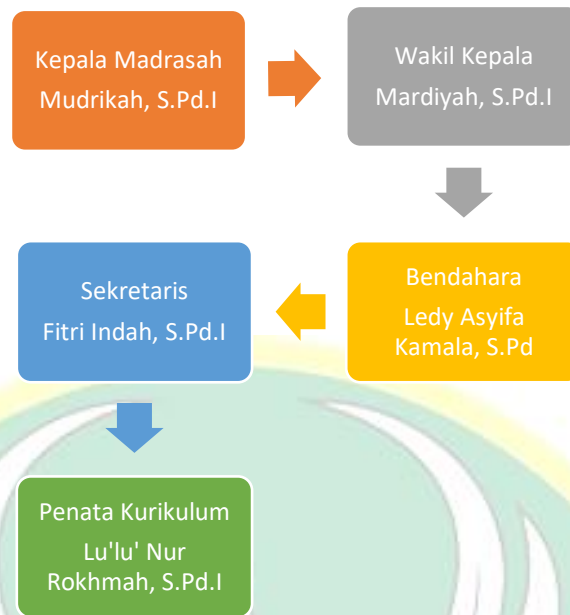 Kepala Madrasah
Mudrikah, S.Pd.I
Wakil Kepala
Mardiyah, S.Pd.I
Bendahara
Ledy Asyifa
Kamala, S.Pd
Sekretaris
Fitri Indah, S.Pd.I
Penata Kurikulum
Lu'lu' Nur
Rokhmah, S.Pd.I